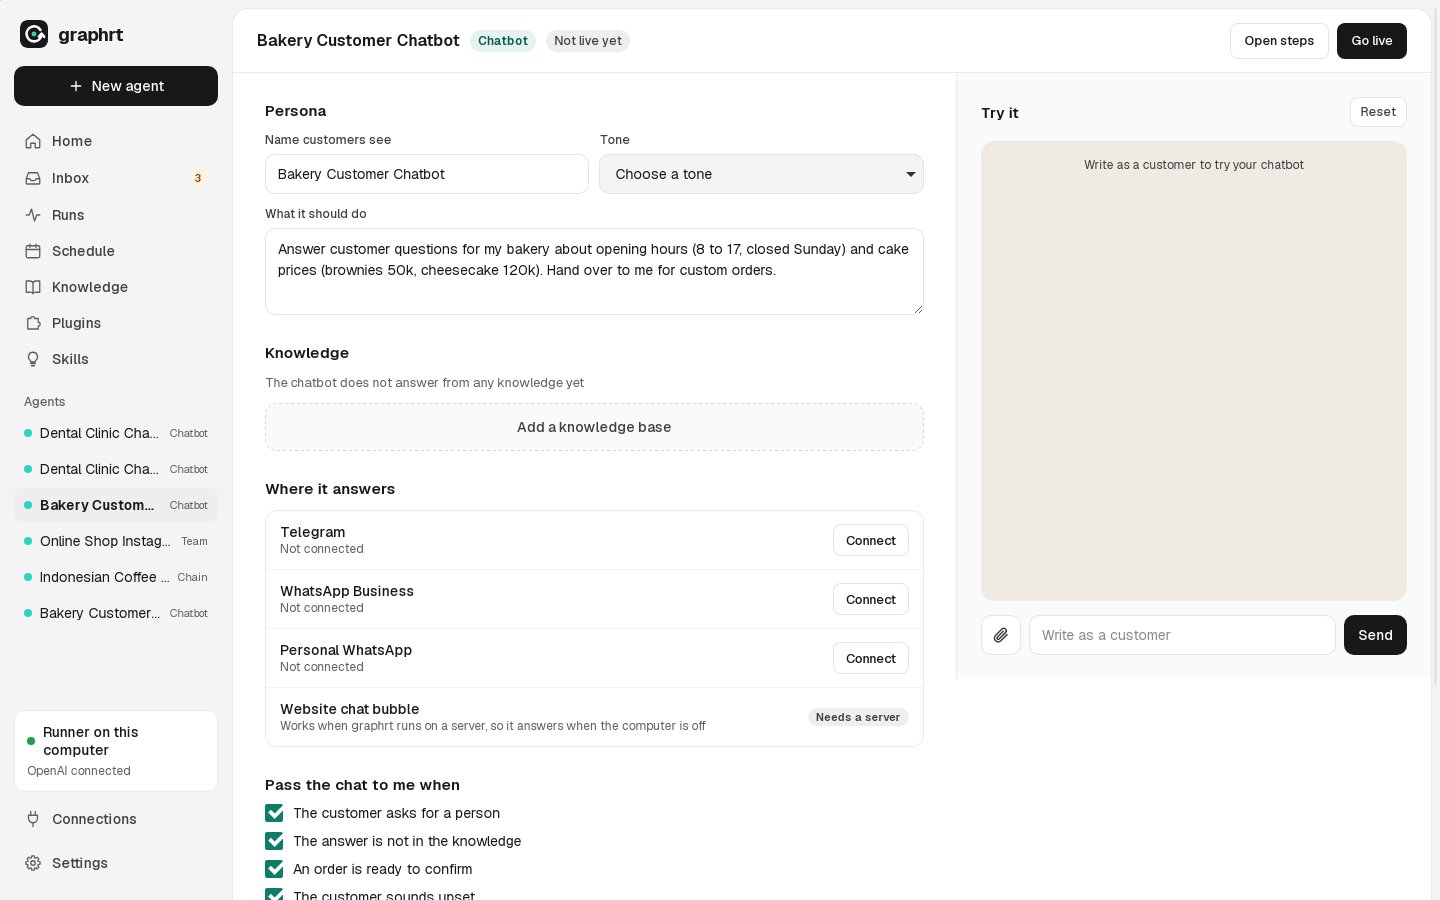 graphrt
New agent
Home
Inbox 3
Runs
Schedule
Knowledge
Plugins
Skills
Agents
Dental Clinic Cha... Chatbot
Dental Clinic Cha... Chatbot
Bakery Custom... Chatbot
Online Shop Instag... Team
Indonesian Coffee ... Chain
Bakery Customer... Chatbot
Runner on this
computer
OpenAI connected
Connections
Settings
Bakery Customer Chatbot Chatbot Not live yet Open steps Go live
Persona
Name customers see Tone
Bakery Customer Chatbot Choose a tone
What it should do
Answer customer questions for my bakery about opening hours (8 to 17, closed Sunday) and cake
prices (brownies 50k, cheesecake 120k). Hand over to me for custom orders.
Knowledge
The chatbot does not answer from any knowledge yet
Add a knowledge base
Where it answers
Telegram
Not connected
Connect
WhatsApp Business
Not connected
Connect
Personal WhatsApp
Not connected
Connect
Website chat bubble
Works when graphrt runs on a server, so it answers when the computer is off
Needs a server
Pass the chat to me when
The customer asks for a person
The answer is not in the knowledge
An order is ready to confirm
The customer sounds upset
Try it Reset
Write as a customer to try your chatbot
Write as a customer Send